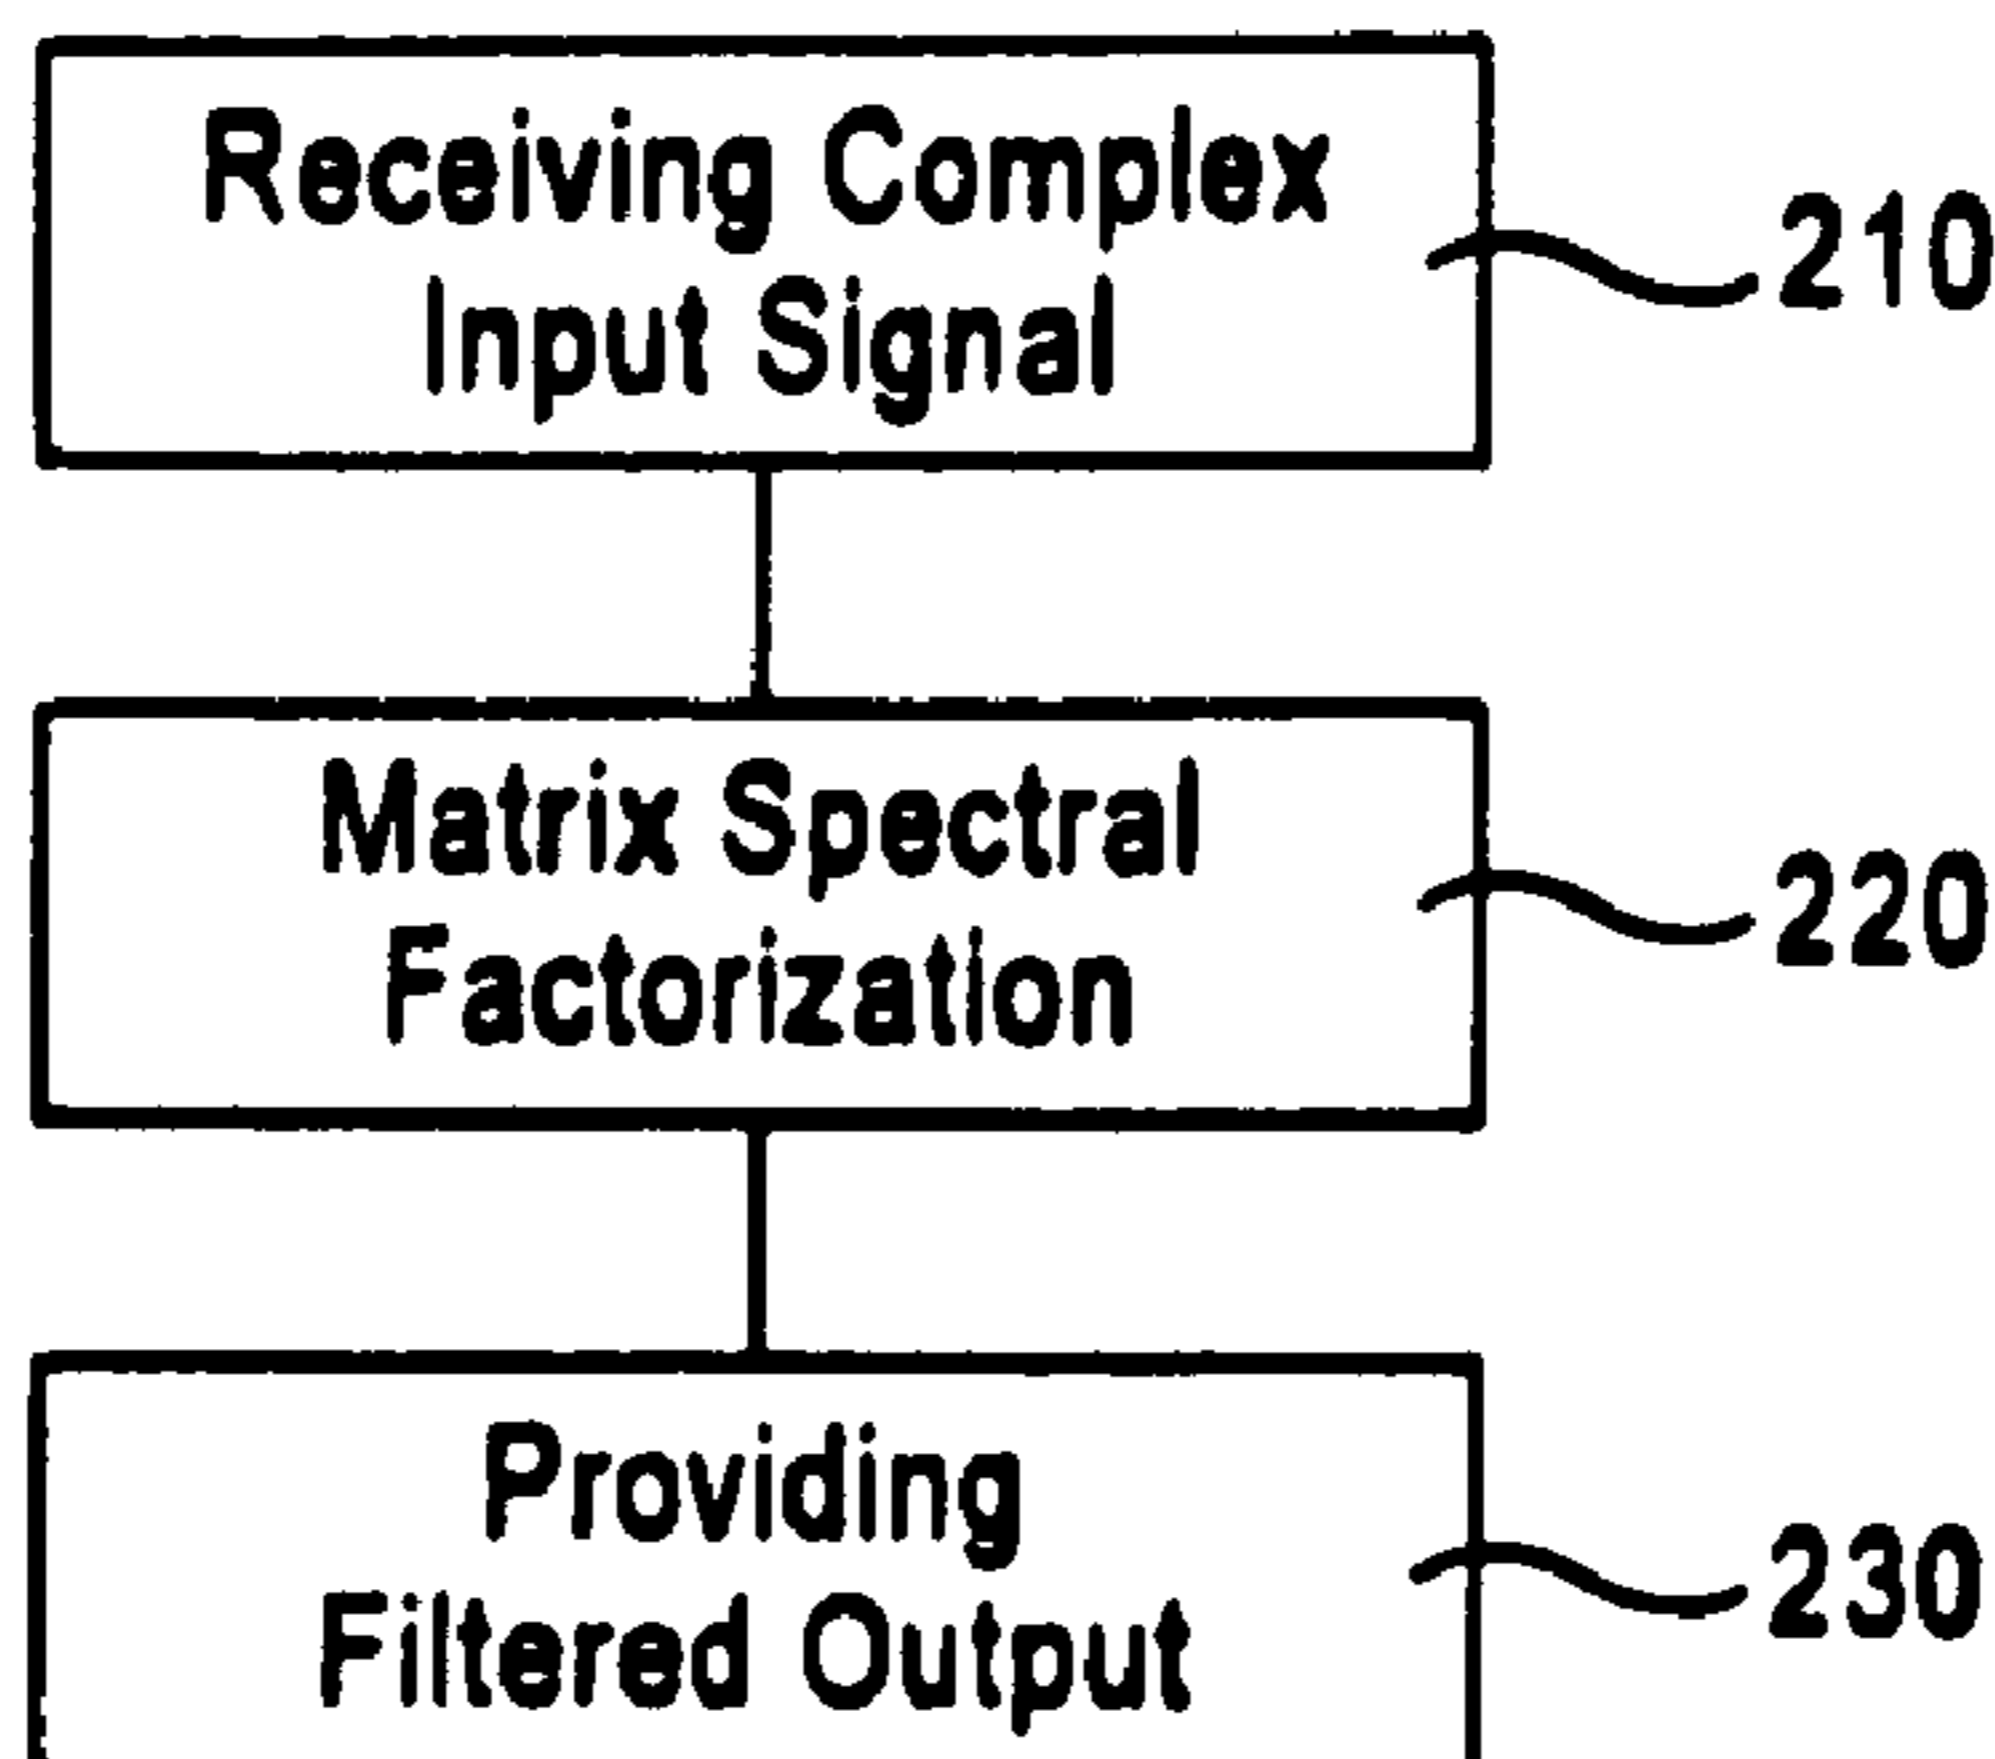 Receiving Complex
Input Signal
210
Matrix Spectral
Factorization
220
Providing
Filtered Output
230